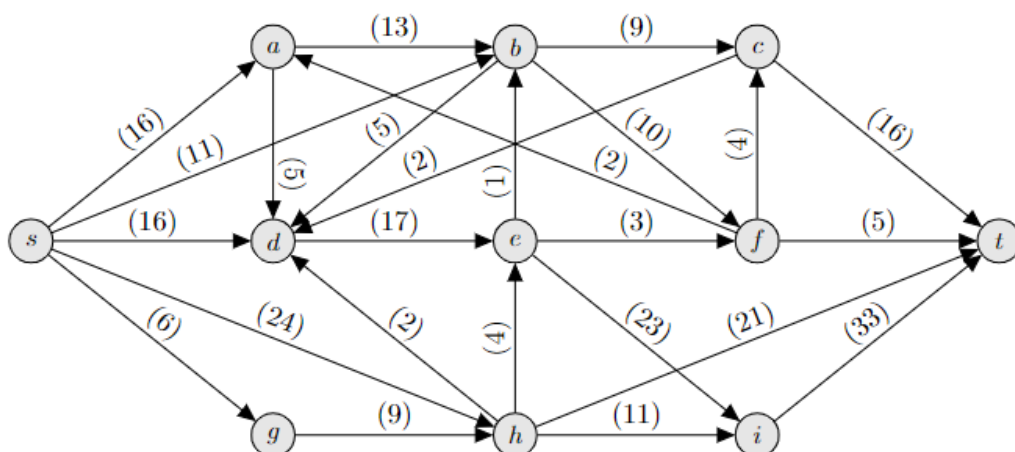 a (13) b (9) c
(16) (11) (5) (5) (2) (1) (10) (2) (4) (16)
s (16) d (17) e (3) f (5) t
(6) (24) (2) (4) (23) (21) (33)
g (9) h (11) i